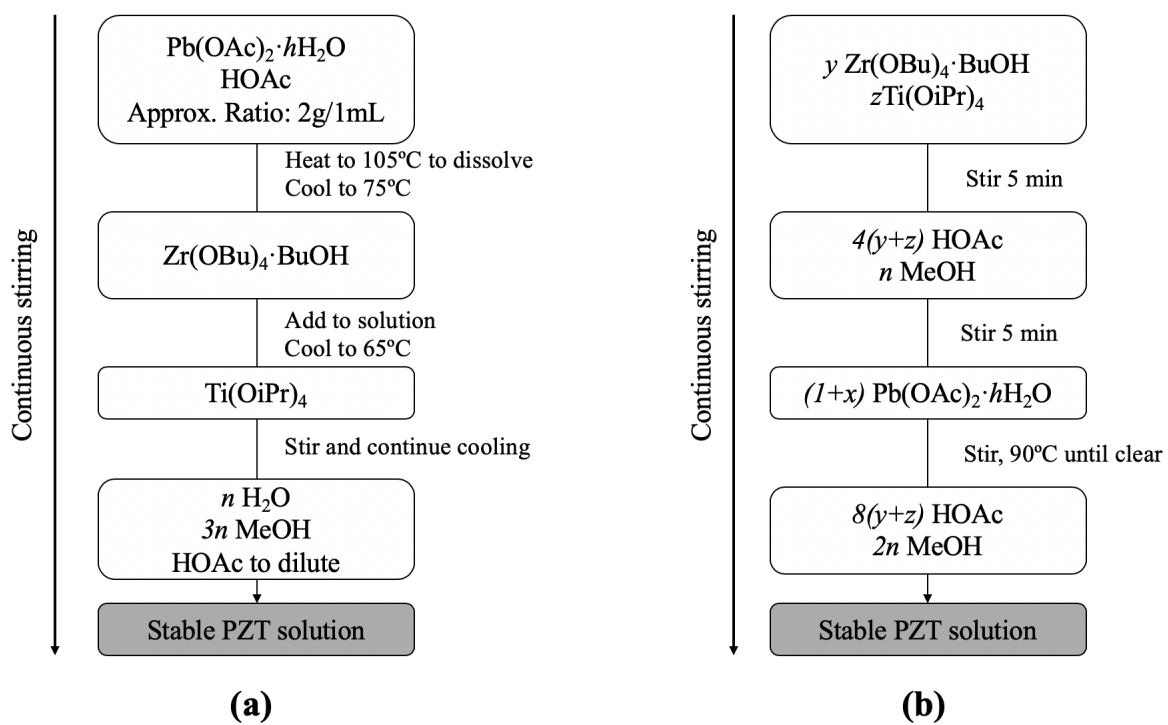 Continuous stirring
Pb(OAc)₂·hH₂O
HOAc
Approx. Ratio: 2g/1mL
Heat to 105ºC to dissolve
Cool to 75ºC
Zr(OBu)₄·BuOH
Add to solution
Cool to 65ºC
Ti(OiPr)₄
Stir and continue cooling
n H₂O
3n MeOH
HOAc to dilute
Stable PZT solution
(a)
Continuous stirring
y Zr(OBu)₄·BuOH
zTi(OiPr)₄
Stir 5 min
4(y+z) HOAc
n MeOH
Stir 5 min
(1+x) Pb(OAc)₂·hH₂O
Stir, 90ºC until clear
8(y+z) HOAc
2n MeOH
Stable PZT solution
(b)